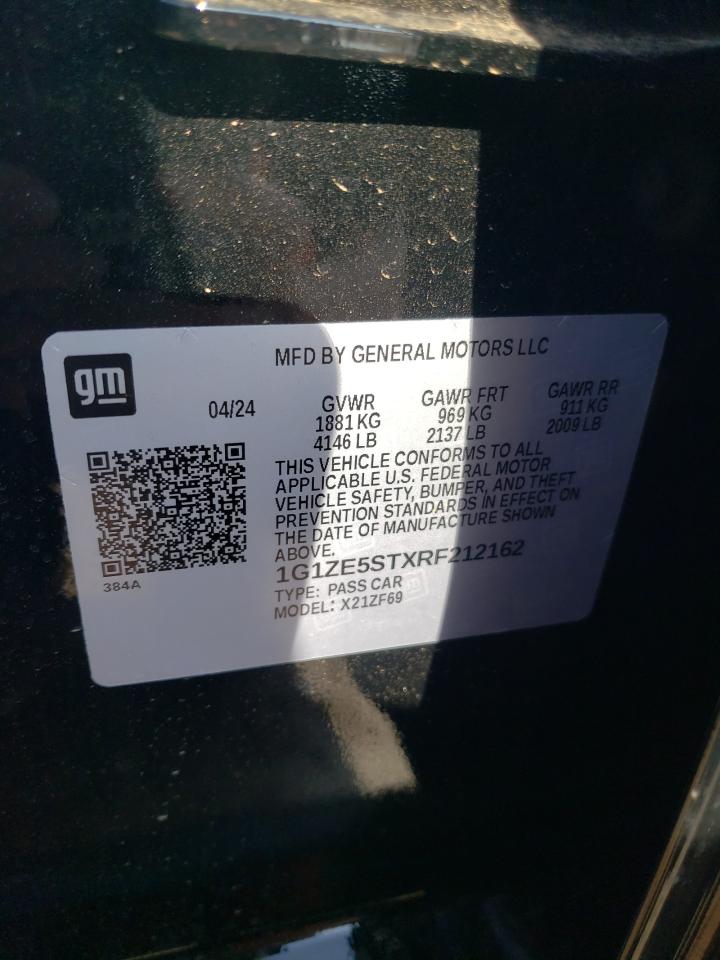 MFD BY GENERAL MOTORS LLC
gm
04/24
GVWR GAWR FRT GAWR RR
1881 KG 969 KG 911 KG
4146 LB 2137 LB 2009 LB
THIS VEHICLE CONFORMS TO ALL
APPLICABLE U.S. FEDERAL MOTOR
VEHICLE SAFETY, BUMPER, AND THEFT
PREVENTION STANDARDS IN EFFECT ON
THE DATE OF MANUFACTURE SHOWN
ABOVE.
1G1ZE5STXRF212162
384A
TYPE: PASS CAR
MODEL: X21ZF69